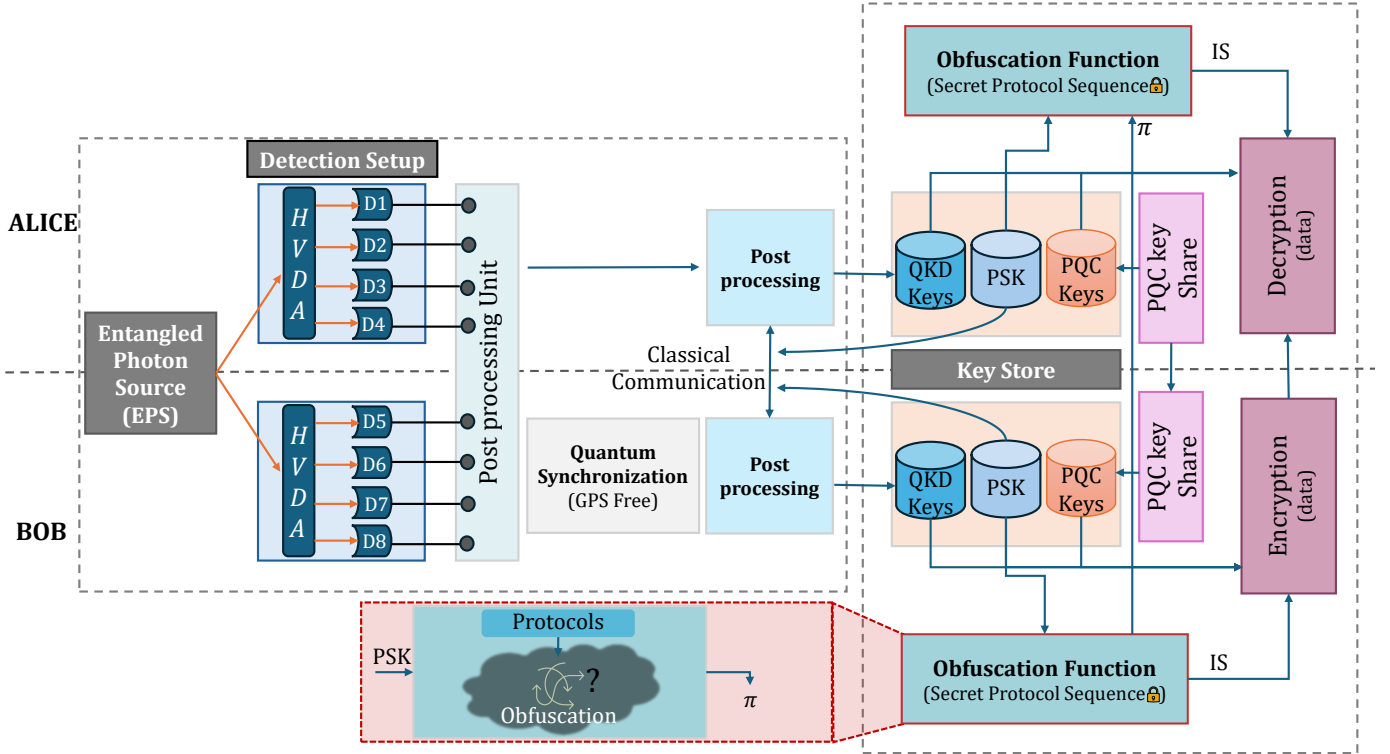 Obfuscation Function
(Secret Protocol Sequence🔒)
IS
π
Detection Setup
ALICE
H
V
D
A
D1
D2
D3
D4
Post processing Unit
Post
processing
QKD
Keys
PSK
PQC
Keys
PQC key
Share
Decryption
(data)
Entangled
Photon
Source
(EPS)
Classical
Communication
Key Store
BOB
H
V
D
A
D5
D6
D7
D8
Quantum
Synchronization
(GPS Free)
Post
processing
QKD
Keys
PSK
PQC
Keys
PQC key
Share
Encryption
(data)
Protocols
PSK
?
Obfuscation
π
Obfuscation Function
(Secret Protocol Sequence🔒)
IS